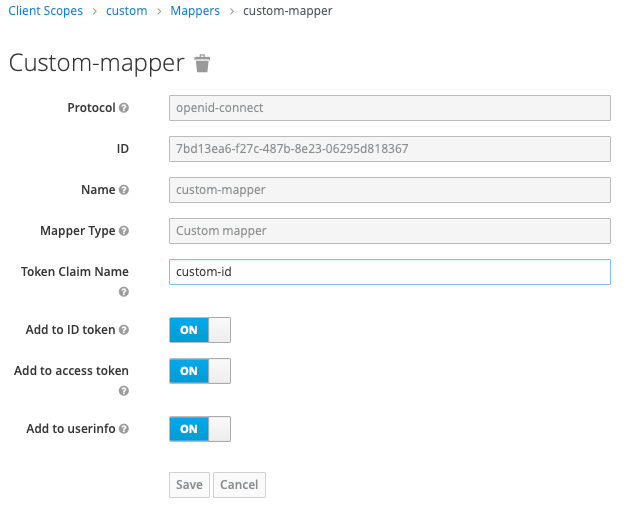 Client Scopes > custom > Mappers > custom-mapper
Custom-mapper
Protocol ? openid-connect
ID 7bd13ea6-f27c-487b-8e23-06295d818367
Name ? custom-mapper
Mapper Type ? Custom mapper
Token Claim Name custom-id
?
Add to ID token ? ON
Add to access token ON
?
Add to userinfo ? ON
Save Cancel